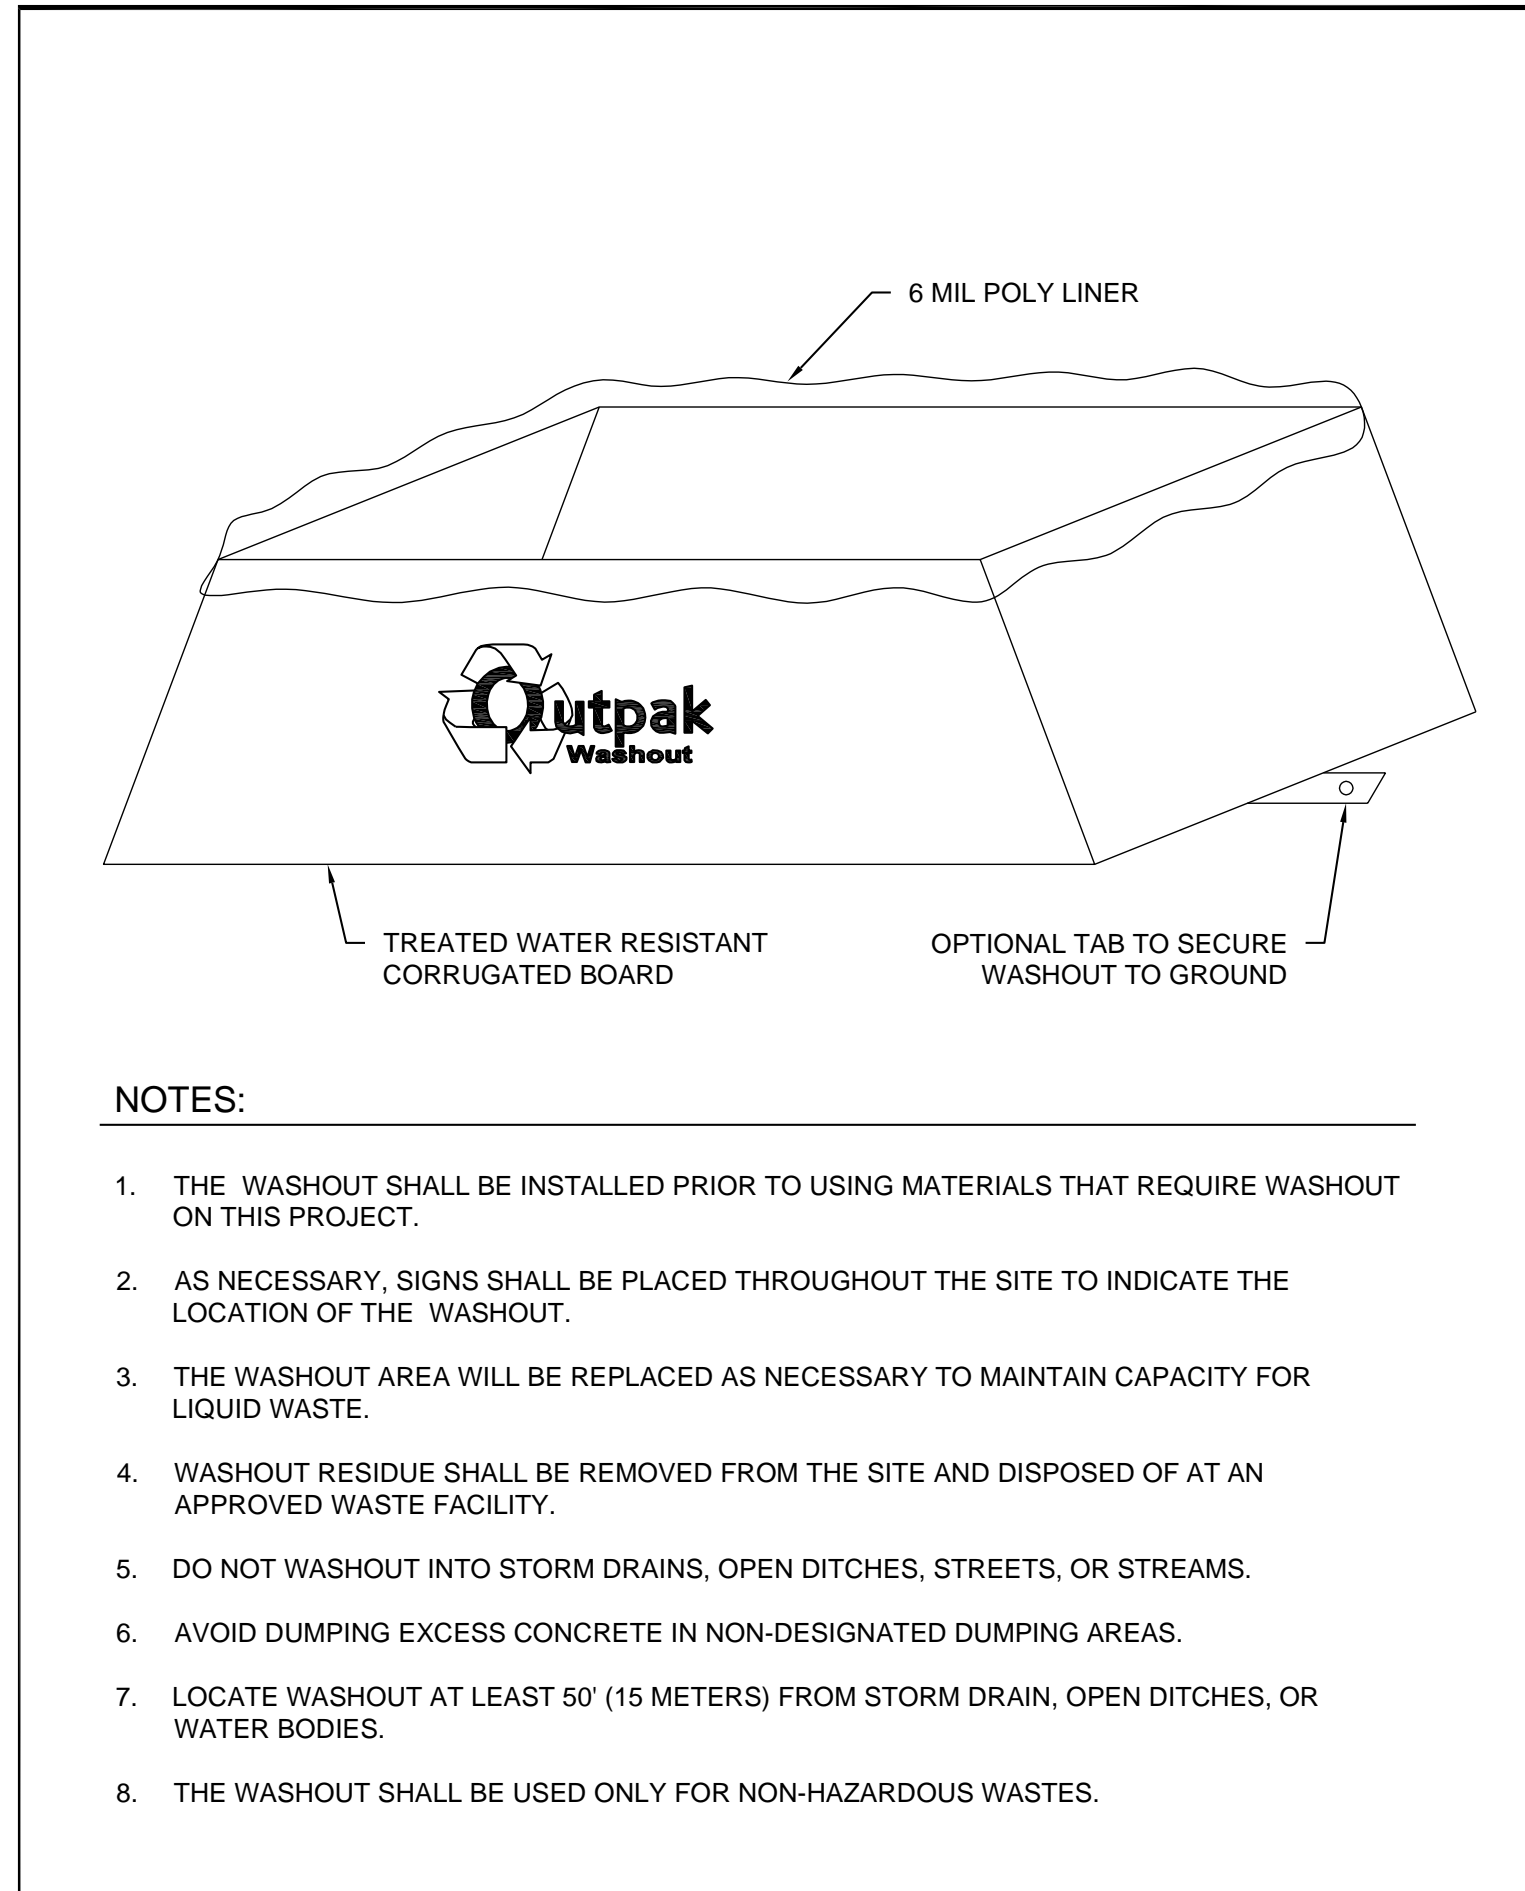 6 MIL POLY LINER
Outpak
Washout
TREATED WATER RESISTANT
CORRUGATED BOARD
OPTIONAL TAB TO SECURE
WASHOUT TO GROUND
NOTES:
1. THE WASHOUT SHALL BE INSTALLED PRIOR TO USING MATERIALS THAT REQUIRE WASHOUT
ON THIS PROJECT.
2. AS NECESSARY, SIGNS SHALL BE PLACED THROUGHOUT THE SITE TO INDICATE THE
LOCATION OF THE WASHOUT.
3. THE WASHOUT AREA WILL BE REPLACED AS NECESSARY TO MAINTAIN CAPACITY FOR
LIQUID WASTE.
4. WASHOUT RESIDUE SHALL BE REMOVED FROM THE SITE AND DISPOSED OF AT AN
APPROVED WASTE FACILITY.
5. DO NOT WASHOUT INTO STORM DRAINS, OPEN DITCHES, STREETS, OR STREAMS.
6. AVOID DUMPING EXCESS CONCRETE IN NON-DESIGNATED DUMPING AREAS.
7. LOCATE WASHOUT AT LEAST 50' (15 METERS) FROM STORM DRAIN, OPEN DITCHES, OR
WATER BODIES.
8. THE WASHOUT SHALL BE USED ONLY FOR NON-HAZARDOUS WASTES.